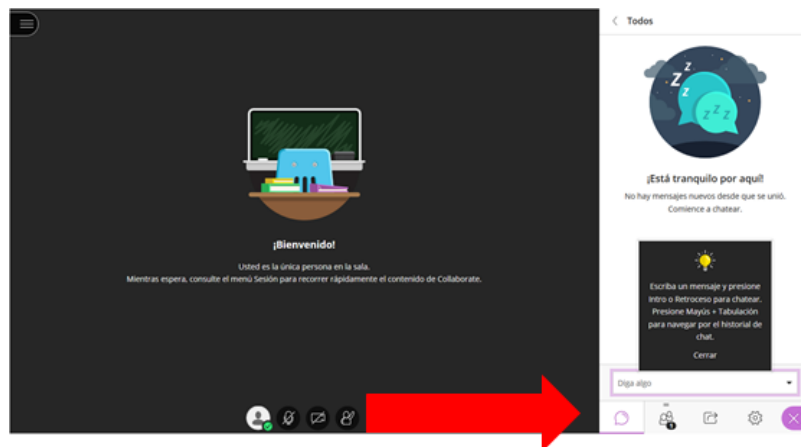 Todos
z
z
z
z z z
¡Está tranquilo por aquí!
No hay mensajes nuevos desde que se unió.
Comience a chatear.
¡Bienvenido!
Usted es la única persona en la sala.
Mientras espera, consulte el menú Sesión para recorrer rápidamente el contenido de Collaborate.
Escriba un mensaje y presione
Intro o Retroceso para chatear.
Presione Mayús + Tabulación
para navegar por el historial de
chat.
Cerrar
Diga algo
1